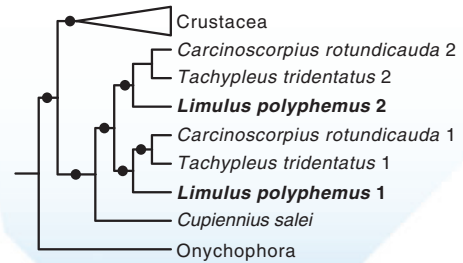 Crustacea
Carcinoscorpius rotundicauda 2
Tachypleus tridentatus 2
Limulus polyphemus 2
Carcinoscorpius rotundicauda 1
Tachypleus tridentatus 1
Limulus polyphemus 1
Cupiennius salei
Onychophora